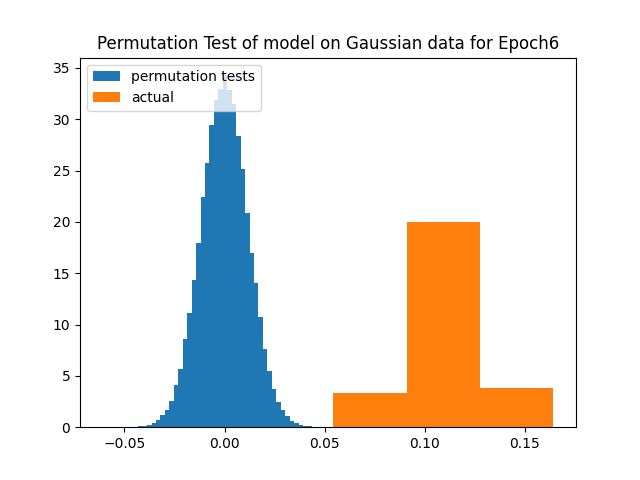 Permutation Test of model on Gaussian data for Epoch6
permutation tests
actual
35
30
25
20
15
10
5
0
−0.05 0.00 0.05 0.10 0.15